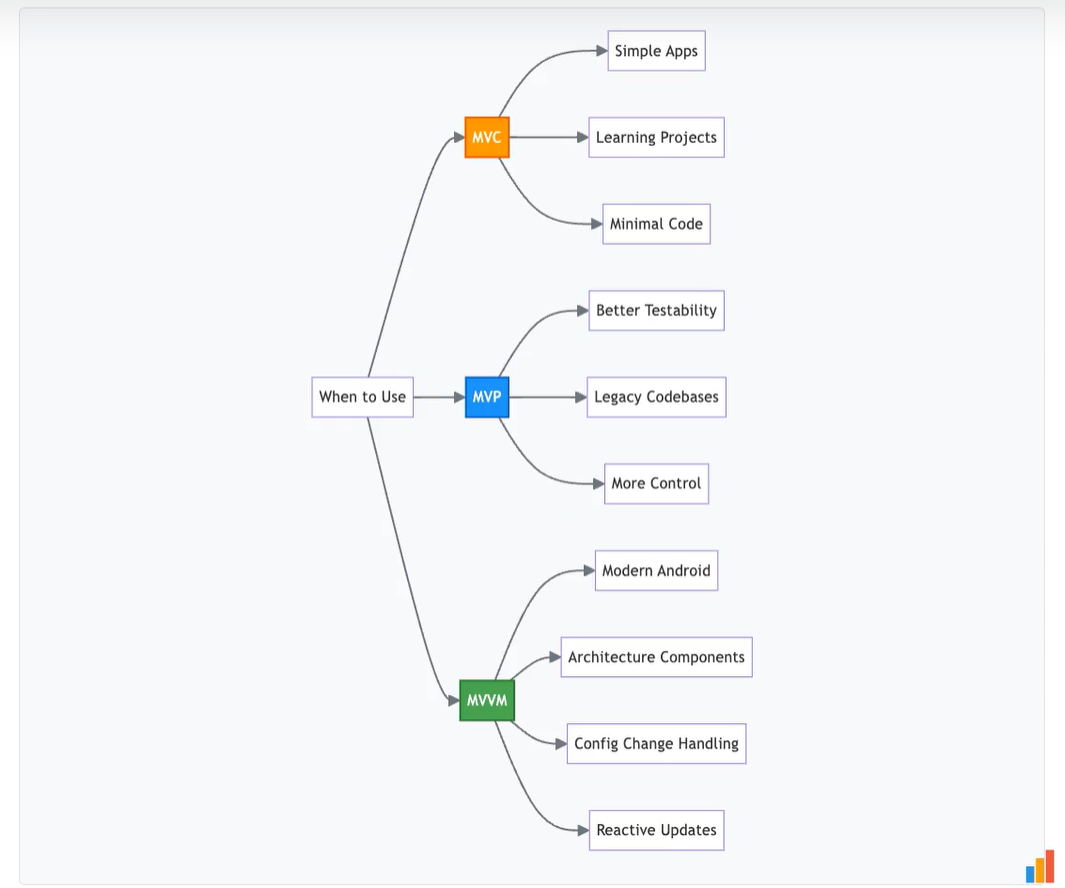 When to Use
MVC
Simple Apps
Learning Projects
Minimal Code
MVP
Better Testability
Legacy Codebases
More Control
MVVM
Modern Android
Architecture Components
Config Change Handling
Reactive Updates